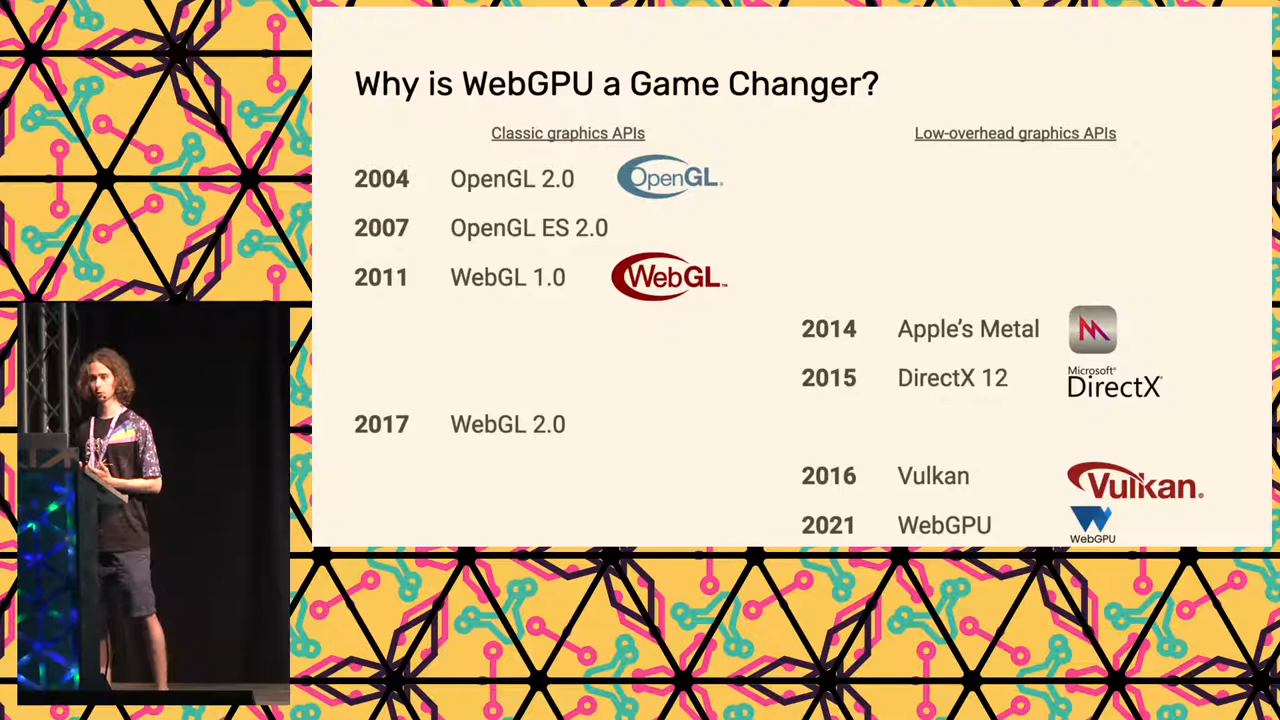 Why is WebGPU a Game Changer?
Classic graphics APIs Low-overhead graphics APIs
2004 OpenGL 2.0 OpenGL®
2007 OpenGL ES 2.0
2011 WebGL 1.0 WebGL™
2014 Apple’s Metal
2015 DirectX 12 Microsoft® DirectX®
2017 WebGL 2.0
2016 Vulkan Vulkan®
2021 WebGPU WebGPU